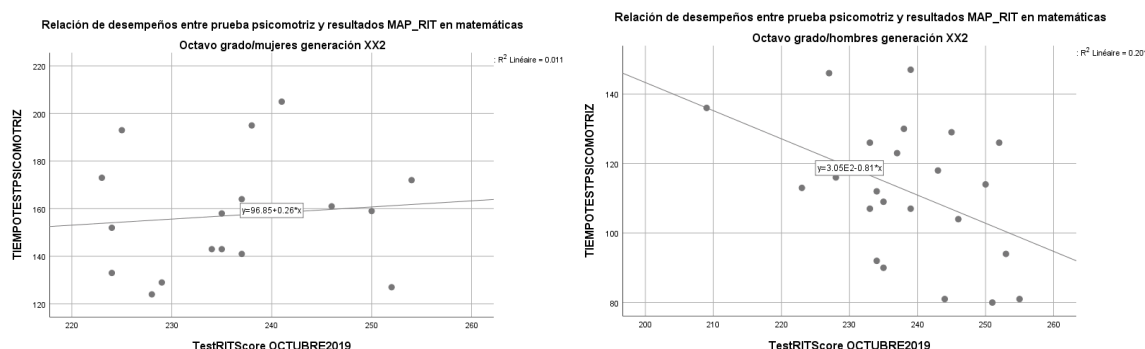 Relación de desempeños entre prueba psicomotriz y resultados MAP_RIT en matemáticas
Octavo grado/mujeres generación XX2
: R2 Linéaire = 0.011
TIEMPOTESTPSICOMOTRIZ
220
200
180
160
140
120
y=96.85+0.26*x
220
230
240
250
260
TestRITScore OCTUBRE2019
Relación de desempeños entre prueba psicomotriz y resultados MAP_RIT en matemáticas
Octavo grado/hombres generación XX2
: R2 Linéaire = 0.20
TIEMPOTESTPSICOMOTRIZ
140
120
100
80
y=3.05E2-0.81*x
200
210
220
230
240
250
260
TestRITScore OCTUBRE2019